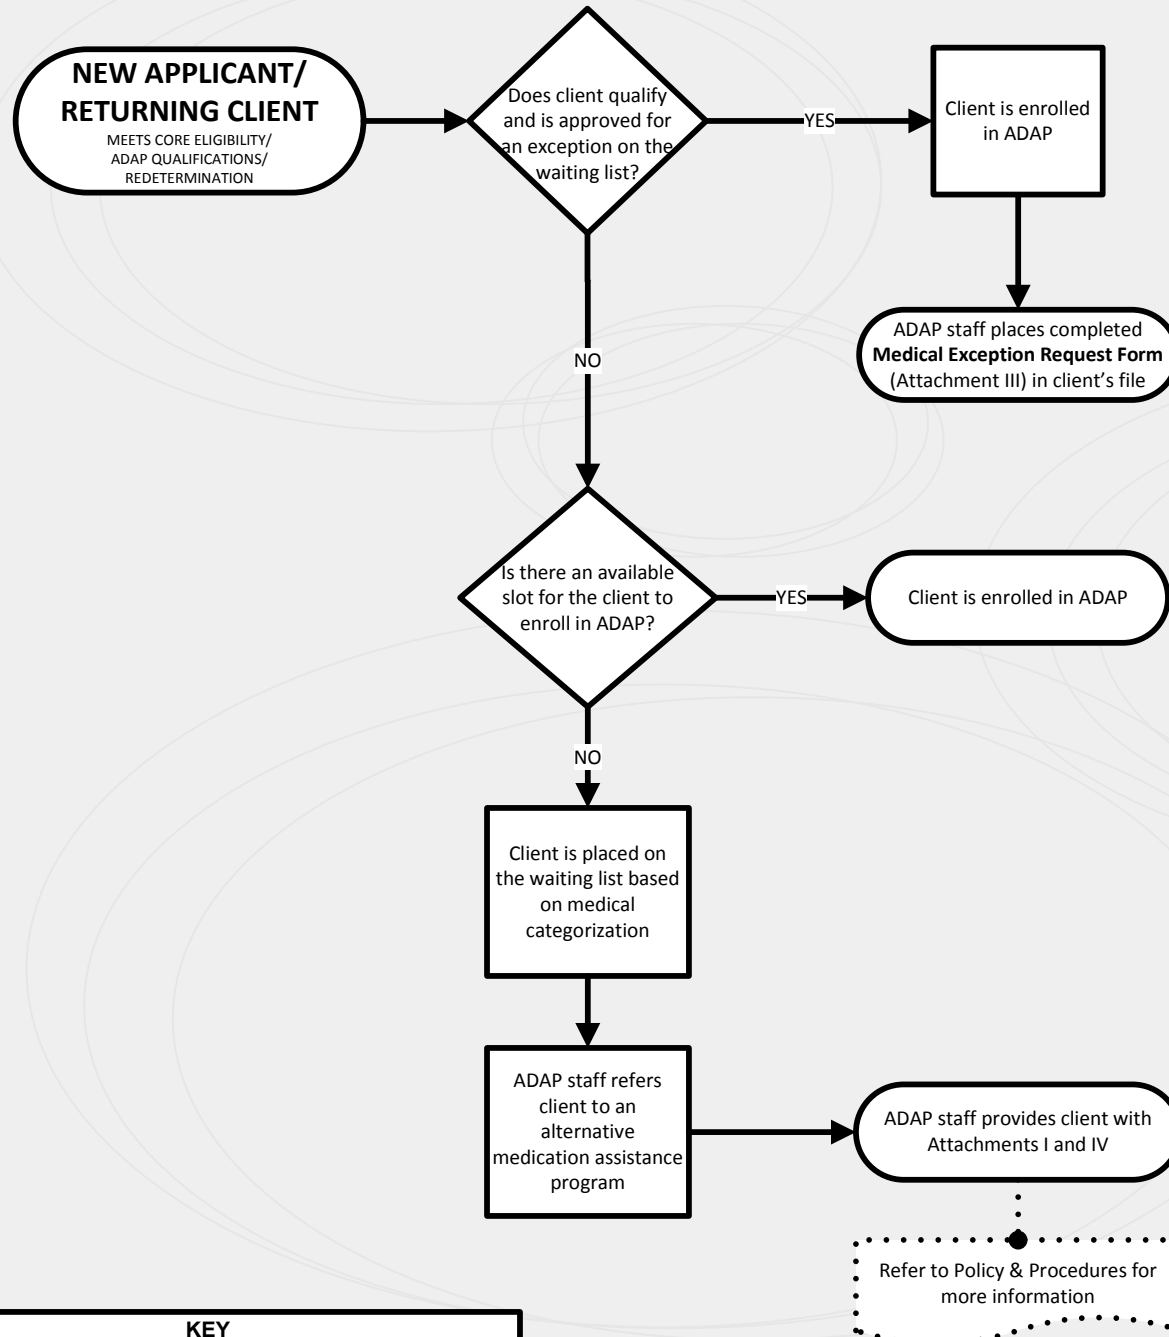 NEW APPLICANT/
RETURNING CLIENT
MEETS CORE ELIGIBILITY/
ADAP QUALIFICATIONS/
REDETERMINATION
Does client qualify
and is approved for
an exception on the
waiting list?
YES
Client is enrolled
in ADAP
ADAP staff places completed
Medical Exception Request Form
(Attachment III) in client’s file
NO
Is there an available
slot for the client to
enroll in ADAP?
YES
Client is enrolled in ADAP
NO
Client is placed on
the waiting list based
on medical
categorization
ADAP staff refers
client to an
alternative
medication assistance
program
ADAP staff provides client with
Attachments I and IV
Refer to Policy & Procedures for
more information
KEY